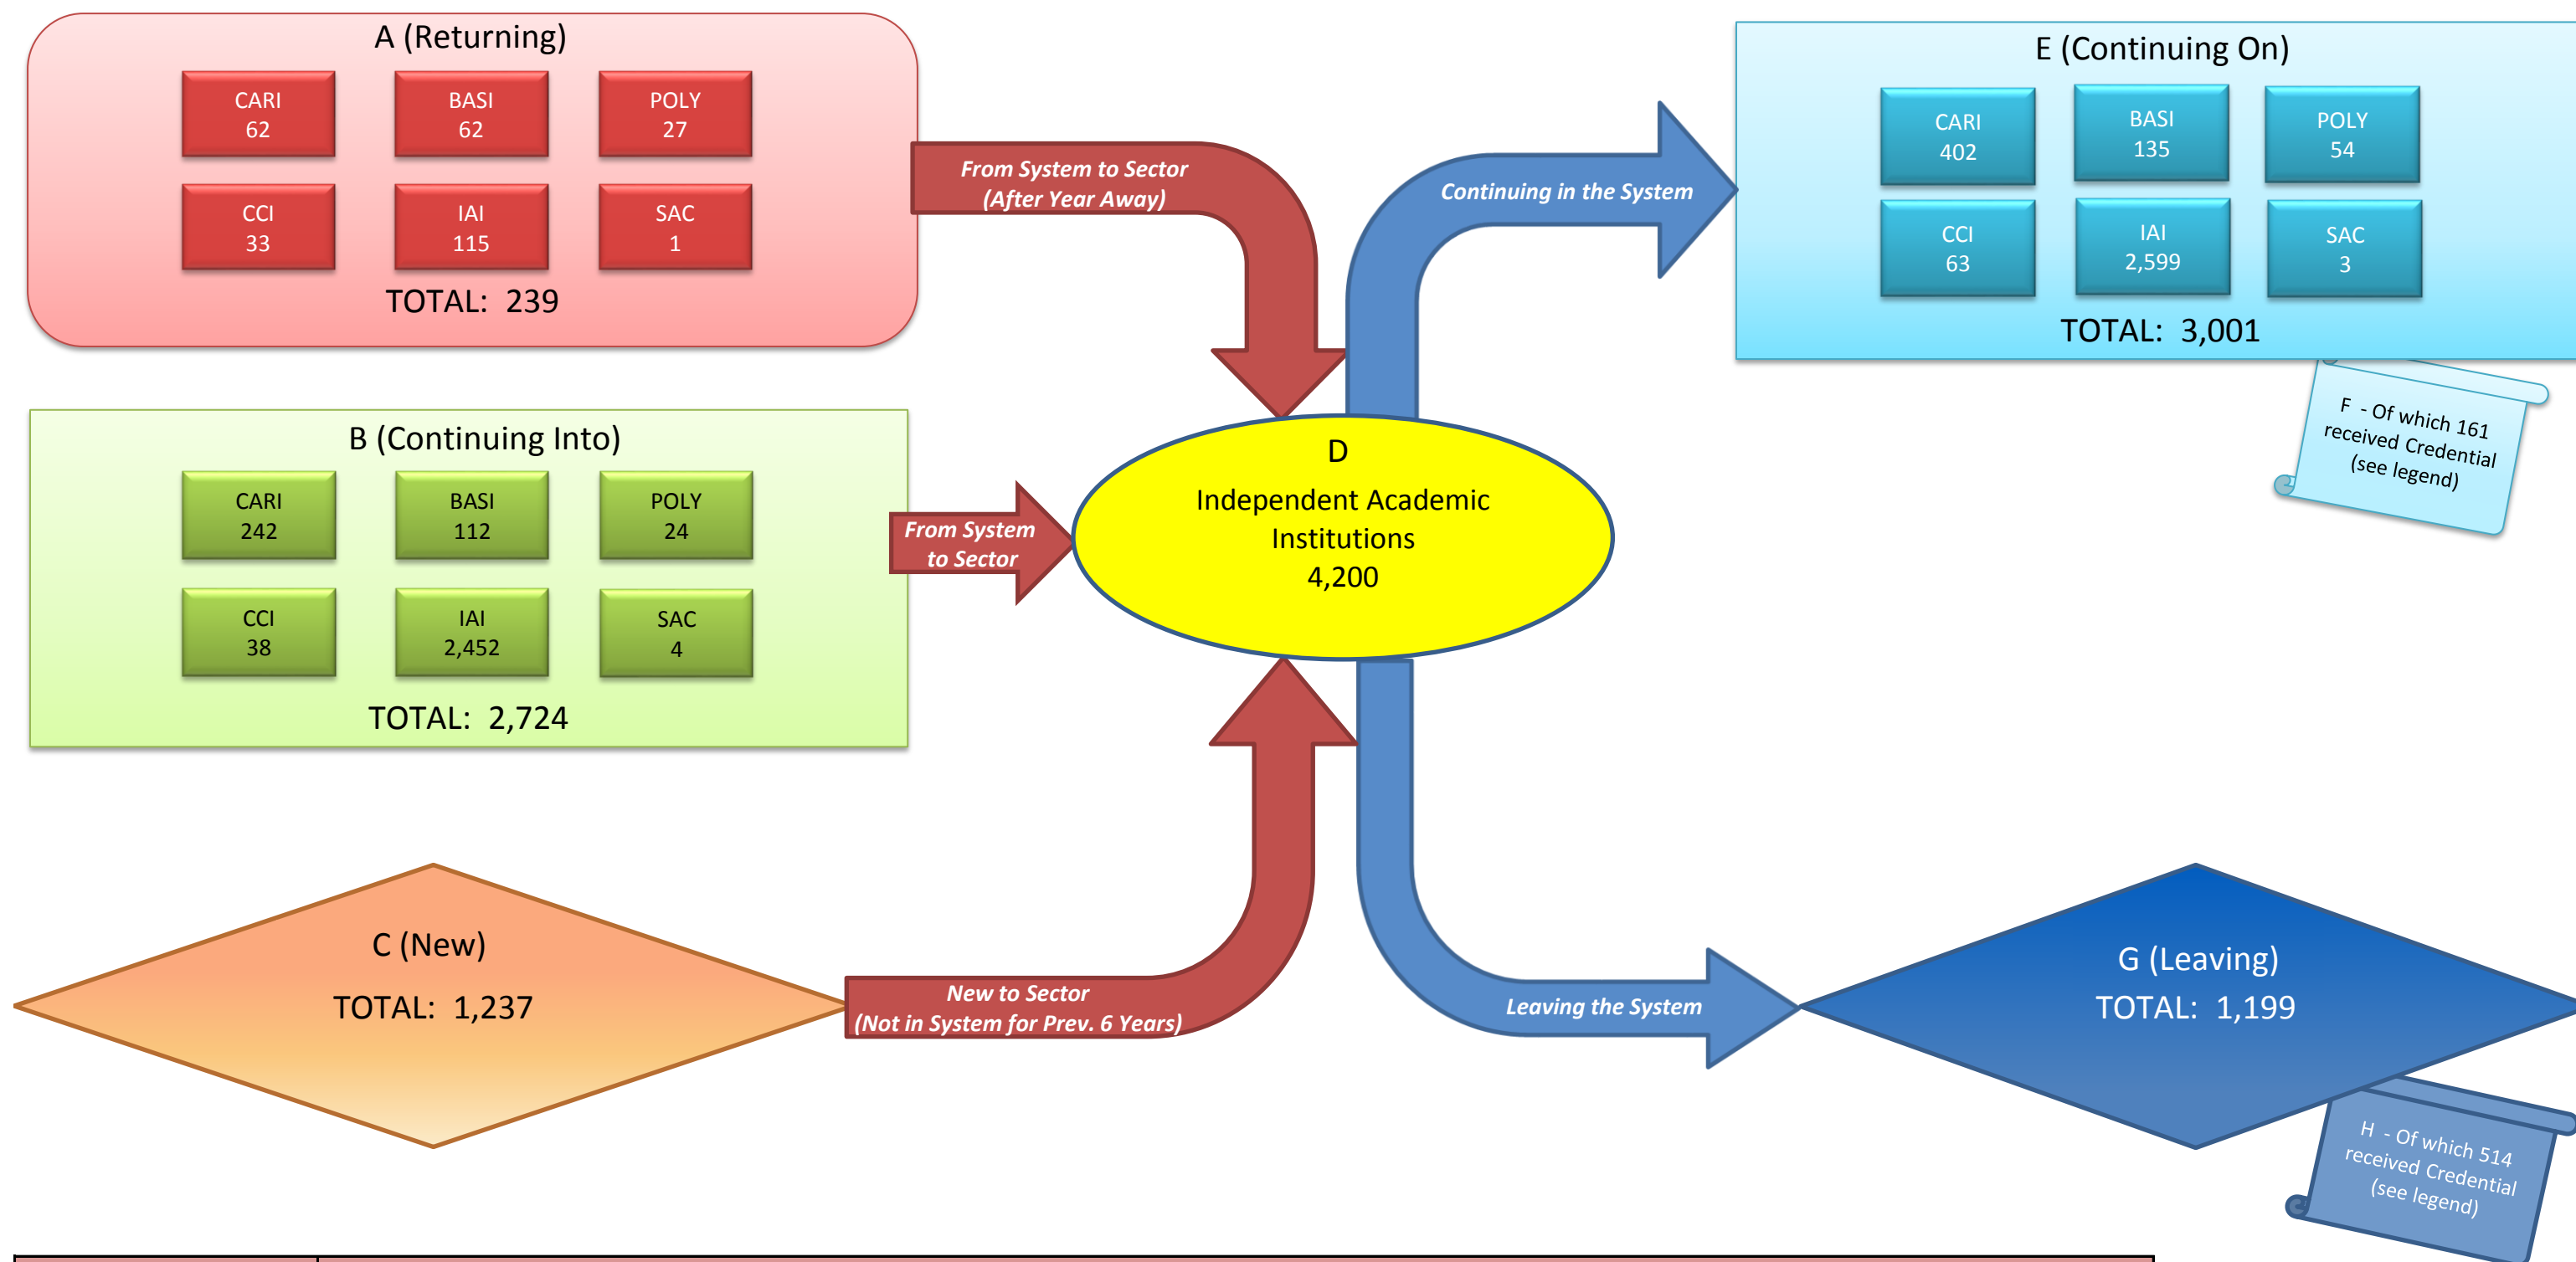 A (Returning)
CARI
62
BASI
62
POLY
27
CCI
33
IAI
115
SAC
1
TOTAL:  239
From System to Sector
(After Year Away)
Continuing in the System
E (Continuing On)
CARI
402
BASI
135
POLY
54
CCI
63
IAI
2,599
SAC
3
TOTAL:  3,001
F  - Of which 161
received Credential
(see legend)
B (Continuing Into)
CARI
242
BASI
112
POLY
24
CCI
38
IAI
2,452
SAC
4
TOTAL:  2,724
From System
to Sector
D
Independent Academic
Institutions
4,200
C (New)
TOTAL:  1,237
New to Sector
(Not in System for Prev. 6 Years)
Leaving the System
G (Leaving)
TOTAL:  1,199
H  - Of which 514
received Credential
(see legend)